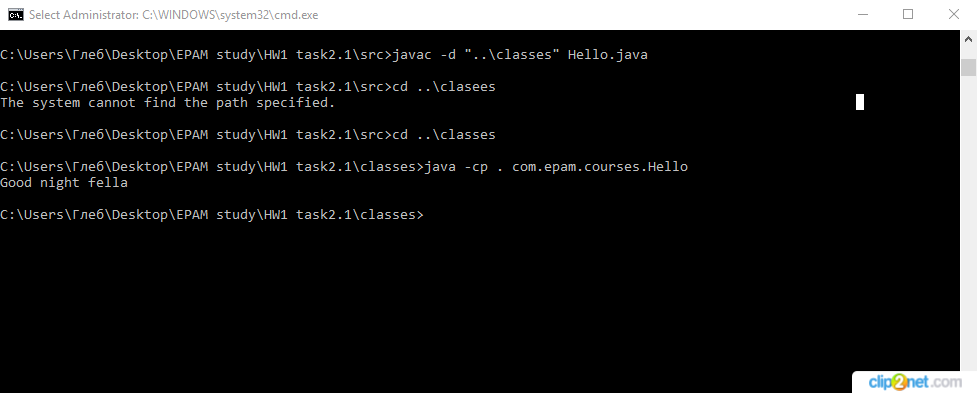 Select Administrator: C:\WINDOWS\system32\cmd.exe
C:\Users\Глеб\Desktop\EPAM study\HW1 task2.1\src>javac -d "..\classes" Hello.java
C:\Users\Глеб\Desktop\EPAM study\HW1 task2.1\src>cd ..\clasees
The system cannot find the path specified.
C:\Users\Глеб\Desktop\EPAM study\HW1 task2.1\src>cd ..\classes
C:\Users\Глеб\Desktop\EPAM study\HW1 task2.1\classes>java -cp . com.epam.courses.Hello
Good night fella
C:\Users\Глеб\Desktop\EPAM study\HW1 task2.1\classes>
clip2net.com